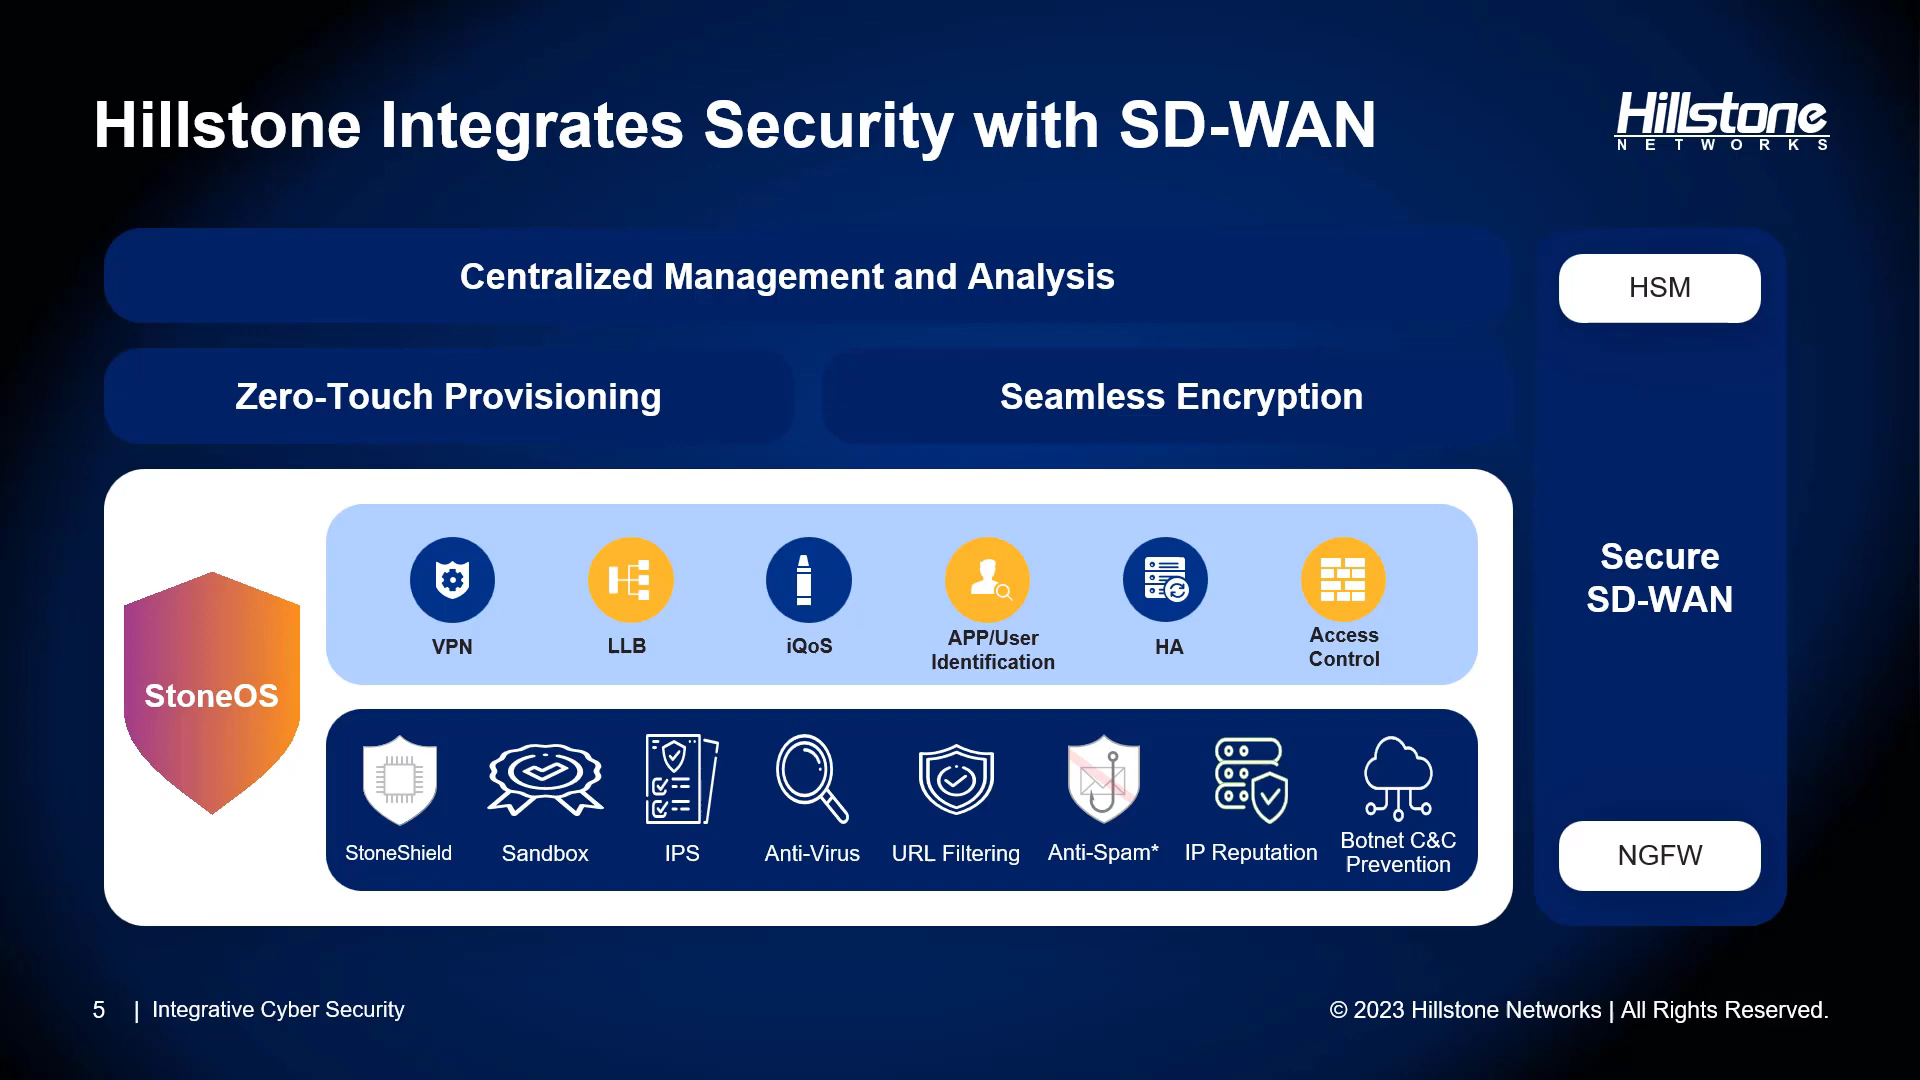 Hillstone Integrates Security with SD-WAN
Hillstone
NETWORKS
Centralized Management and Analysis
HSM
Zero-Touch Provisioning
Seamless Encryption
StoneOS
VPN
LLB
iQoS
APP/User
Identification
HA
Access
Control
StoneShield
Sandbox
IPS
Anti-Virus
URL Filtering
Anti-Spam*
IP Reputation
Botnet C&C
Prevention
Secure
SD-WAN
NGFW
5 | Integrative Cyber Security
© 2023 Hillstone Networks | All Rights Reserved.